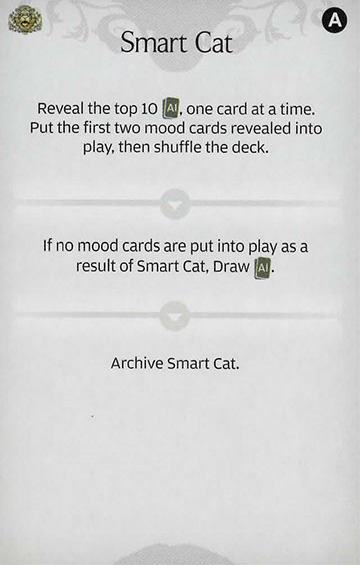 A
Smart Cat
Reveal the top 10 AI, one card at a time.
Put the first two mood cards revealed into
play, then shuffle the deck.
If no mood cards are put into play as a
result of Smart Cat, Draw AI.
Archive Smart Cat.